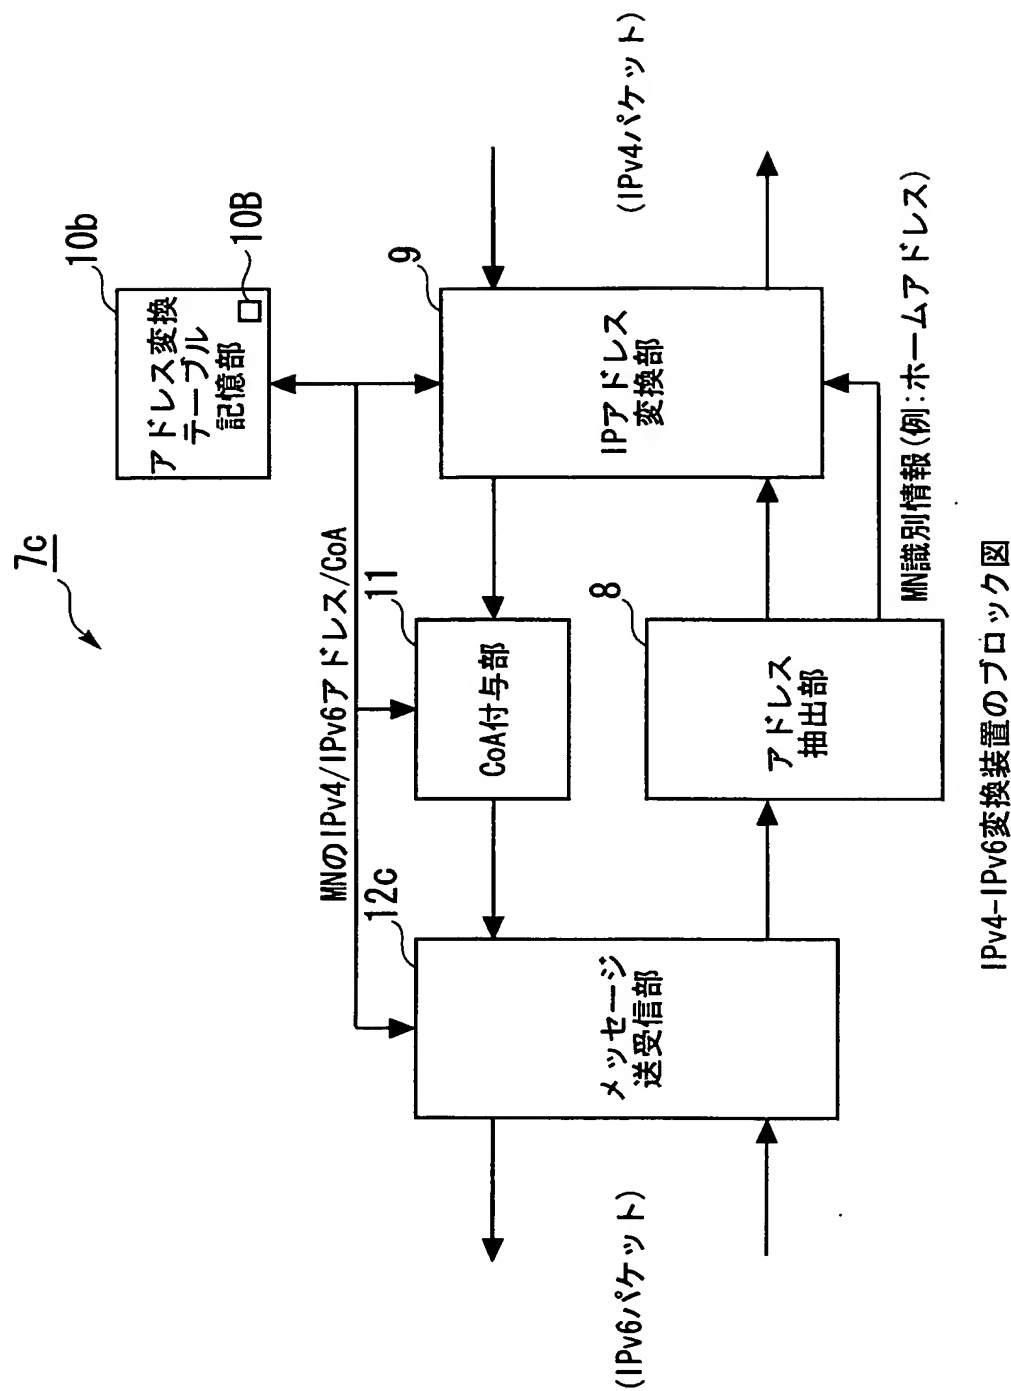 7c
10b
アドレス変換
テーブル
記憶部
10B
MNのIPv4/IPv6アドレス/CoA
12c
メッセージ
送受信部
11
CoA付与部
9
IPアドレス
変換部
8
アドレス
抽出部
(IPv6パケット)
(IPv4パケット)
MN識別情報(例:ホームアドレス)
IPv4-IPv6変換装置のブロック図